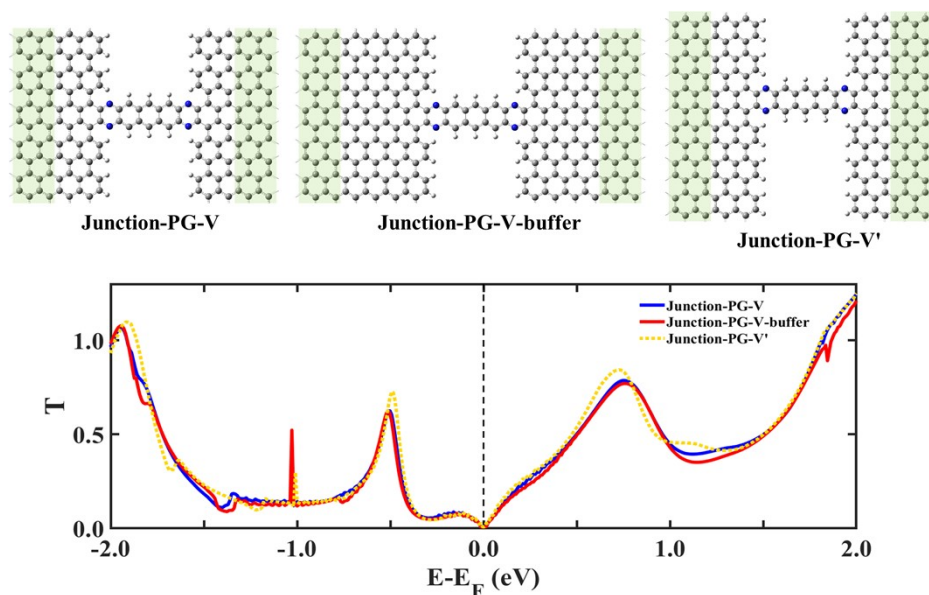 Junction-PG-V
Junction-PG-V-buffer
Junction-PG-V'
Junction-PG-V
Junction-PG-V-buffer
Junction-PG-V'
T
1.0
0.5
0.0
-2.0 -1.0 0.0 1.0 2.0
E-E_F (eV)